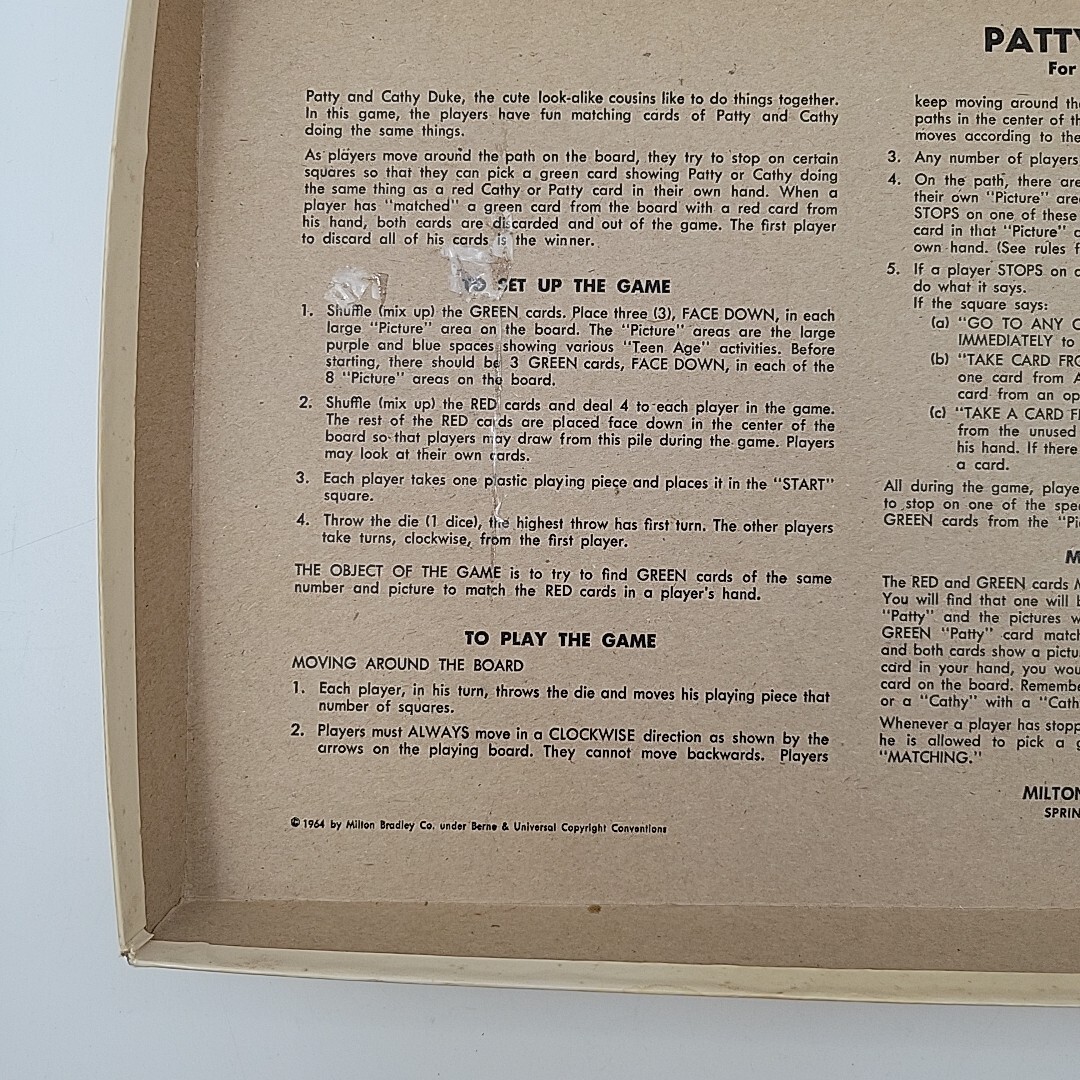 PATTY
For
Patty and Cathy Duke, the cute look-alike cousins like to do things together.
In this game, the players have fun matching cards of Patty and Cathy
doing the same things.
As players move around the path on the board, they try to stop on certain
squares so that they can pick a green card showing Patty or Cathy doing
the same thing as a red Cathy or Patty card in their own hand. When a
player has "matched" a green card from the board with a red card from
his hand, both cards are discarded and out of the game. The first player
to discard all of his cards is the winner.
TO SET UP THE GAME
1. Shuffle (mix up) the GREEN cards. Place three (3), FACE DOWN, in each
large "Picture" area on the board. The "Picture" areas are the large
purple and blue spaces showing various "Teen Age" activities. Before
starting, there should be 3 GREEN cards, FACE DOWN, in each of the
8 "Picture" areas on the board.
2. Shuffle (mix up) the RED cards and deal 4 to each player in the game.
The rest of the RED cards are placed face down in the center of the
board so that players may draw from this pile during the game. Players
may look at their own cards.
3. Each player takes one plastic playing piece and places it in the "START"
square.
4. Throw the die (1 dice), the highest throw has first turn. The other players
take turns, clockwise, from the first player.
THE OBJECT OF THE GAME is to try to find GREEN cards of the same
number and picture to match the RED cards in a player's hand.
TO PLAY THE GAME
MOVING AROUND THE BOARD
1. Each player, in his turn, throws the die and moves his playing piece that
number of squares.
2. Players must ALWAYS move in a CLOCKWISE direction as shown by the
arrows on the playing board. They cannot move backwards. Players
© 1964 by Milton Bradley Co. under Berne & Universal Copyright Conventions
keep moving around the
paths in the center of th
moves according to the
3. Any number of players
4. On the path, there are
their own "Picture" are
STOPS on one of these
card in that "Picture"
own hand. (See rules f
5. If a player STOPS on
do what it says.
If the square says:
(a) "GO TO ANY
IMMEDIATELY to
(b) "TAKE CARD FRO
one card from A
card from an op
(c) "TAKE A CARD F
from the unused
his hand. If there
a card.
All during the game, playe
to stop on one of the spe
GREEN cards from the "Pi
M
The RED and GREEN cards
You will find that one will
"Patty" and the pictures w
GREEN "Patty" card match
and both cards show a pictu
card in your hand, you wou
card on the board. Remembe
or a "Cathy" with a "Cath
Whenever a player has stopp
he is allowed to pick a g
"MATCHING."
MILTON
SPRIN